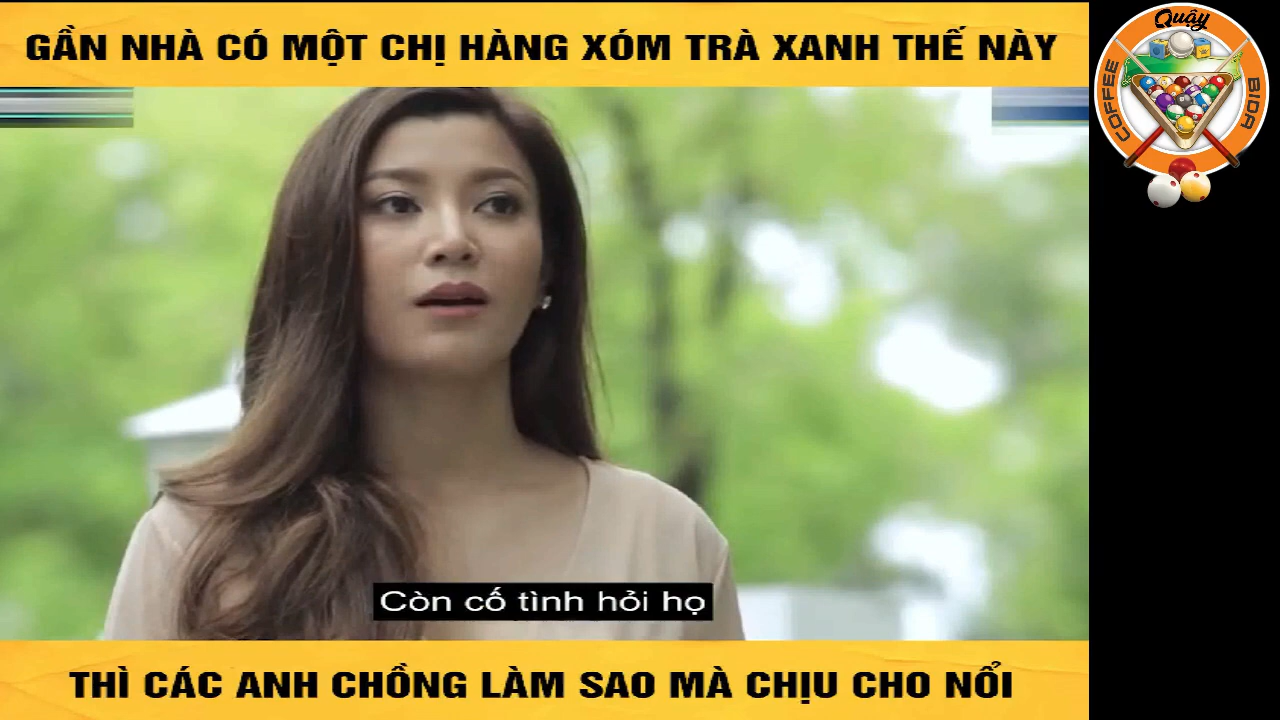 GẦN NHÀ CÓ MỘT CHỊ HÀNG XÓM TRÀ XANH THẾ NÀY
Quậy
COFFEE
BIDA
Còn cố tình hỏi họ
THÌ CÁC ANH CHỒNG LÀM SAO MÀ CHỊU CHO NỔI